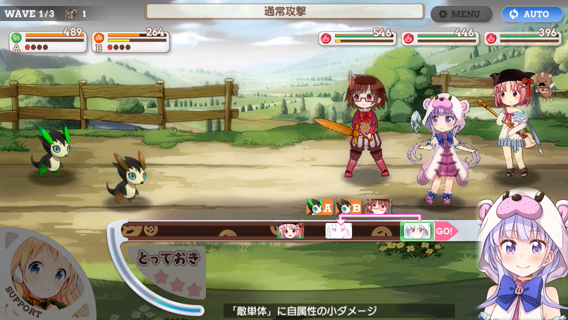 WAVE 1/3
1
通常攻撃
MENU
AUTO
489
A
264
B
546
446
396
A
B
GO!
とっておき
SUPPORT
「敵単体」に自属性の小ダメージ